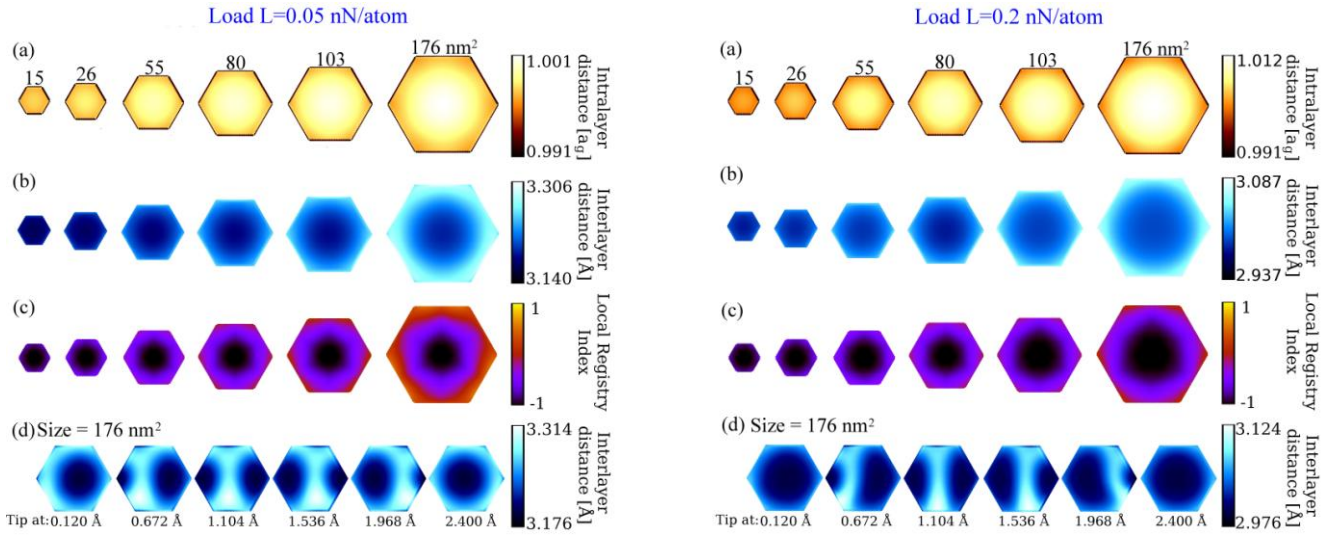 Load L=0.05 nN/atom
(a)
15
26
55
80
103
176 nm²
1.001
0.991
Intralayer
distance [a_g]
(b)
3.306
3.140
Interlayer
distance [Å]
(c)
1
-1
Local Registry
Index
(d) Size = 176 nm²
3.314
3.176
Interlayer
distance [Å]
Tip at: 0.120 Å 0.672 Å 1.104 Å 1.536 Å 1.968 Å 2.400 Å
Load L=0.2 nN/atom
(a)
15
26
55
80
103
176 nm²
1.012
0.991
Intralayer
distance [a_g]
(b)
3.087
2.937
Interlayer
distance [Å]
(c)
1
-1
Local Registry
Index
(d) Size = 176 nm²
3.124
2.976
Interlayer
distance [Å]
Tip at: 0.120 Å 0.672 Å 1.104 Å 1.536 Å 1.968 Å 2.400 Å